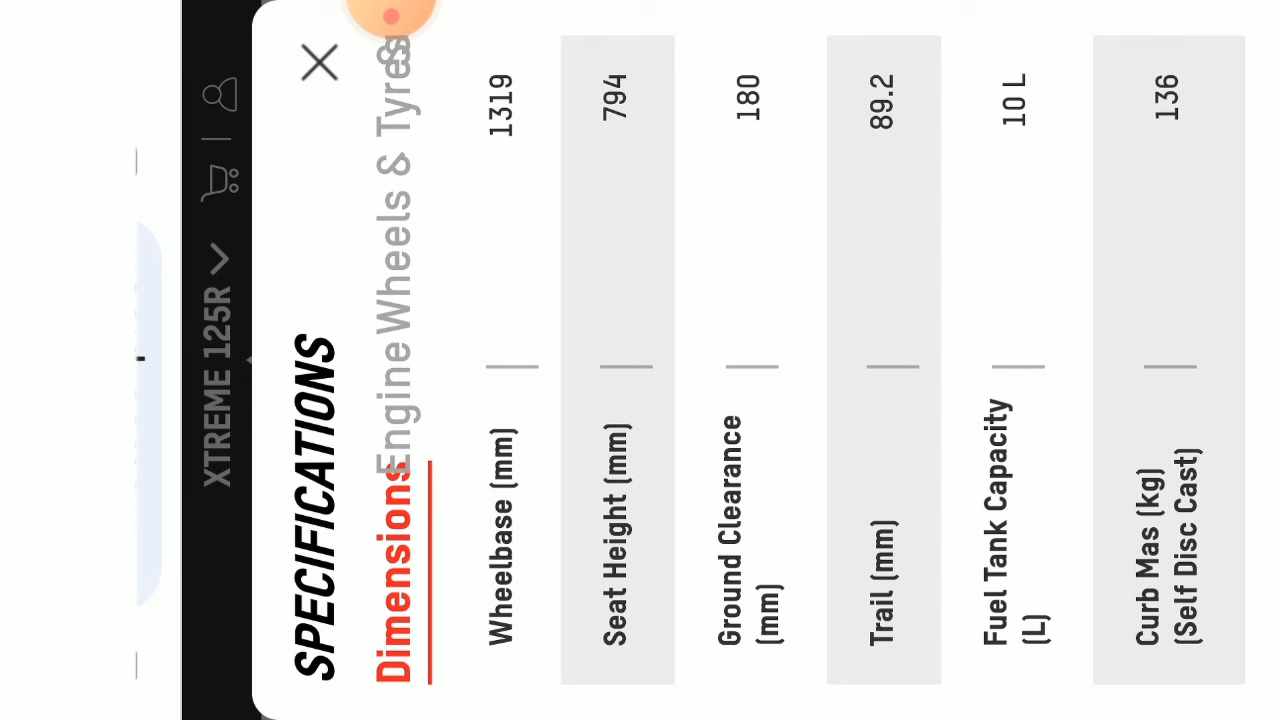 XTREME 125R
SPECIFICATIONS
Dimensions Engine Wheels & Tyres
Wheelbase (mm) | 1319
Seat Height (mm) | 794
Ground Clearance
(mm) | 180
Trail (mm) | 89.2
Fuel Tank Capacity
(L) | 10 L
Curb Mas (kg)
(Self Disc Cast) | 136